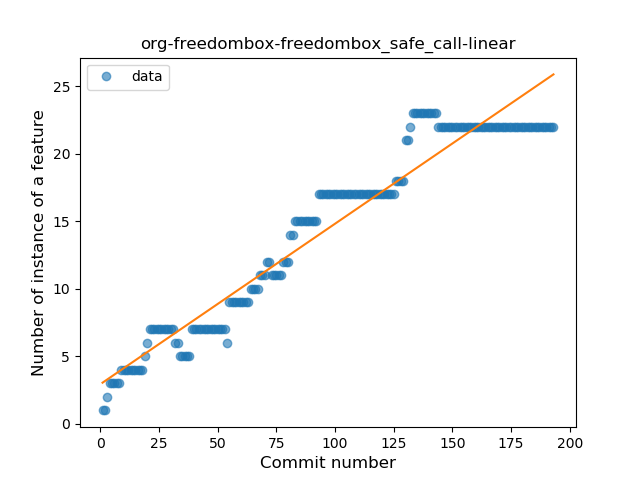 org-freedombox-freedombox_safe_call-linear
data
Number of instance of a feature
25
20
15
10
5
0
0 25 50 75 100 125 150 175 200
Commit number